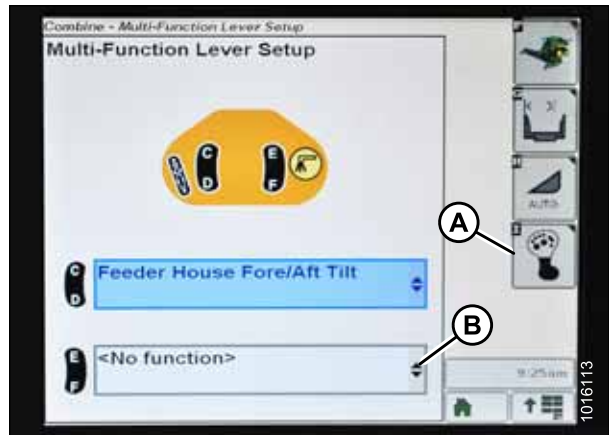 Combine - Multi-Function Lever Setup
Multi-Function Lever Setup
C
D
E
F
A
AUTO
C
D
Feeder House Fore/Aft Tilt
B
E
F
<No function>
9:25am
1016113